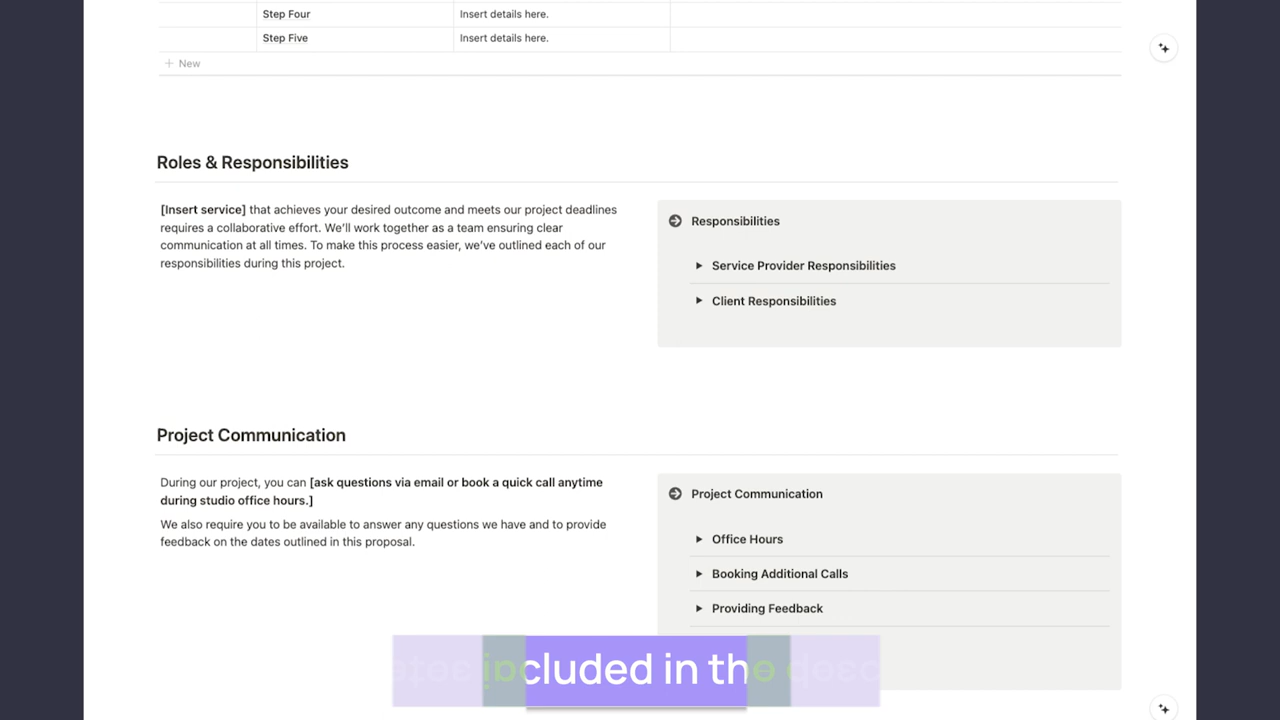 Step Four
Insert details here.
Step Five
Insert details here.
New
Roles & Responsibilities
[Insert service] that achieves your desired outcome and meets our project deadlines
requires a collaborative effort. We'll work together as a team ensuring clear
communication at all times. To make this process easier, we've outlined each of our
responsibilities during this project.
Responsibilities
Service Provider Responsibilities
Client Responsibilities
Project Communication
During our project, you can [ask questions via email or book a quick call anytime
during studio office hours.]
We also require you to be available to answer any questions we have and to provide
feedback on the dates outlined in this proposal.
Project Communication
Office Hours
Booking Additional Calls
Providing Feedback
included in the